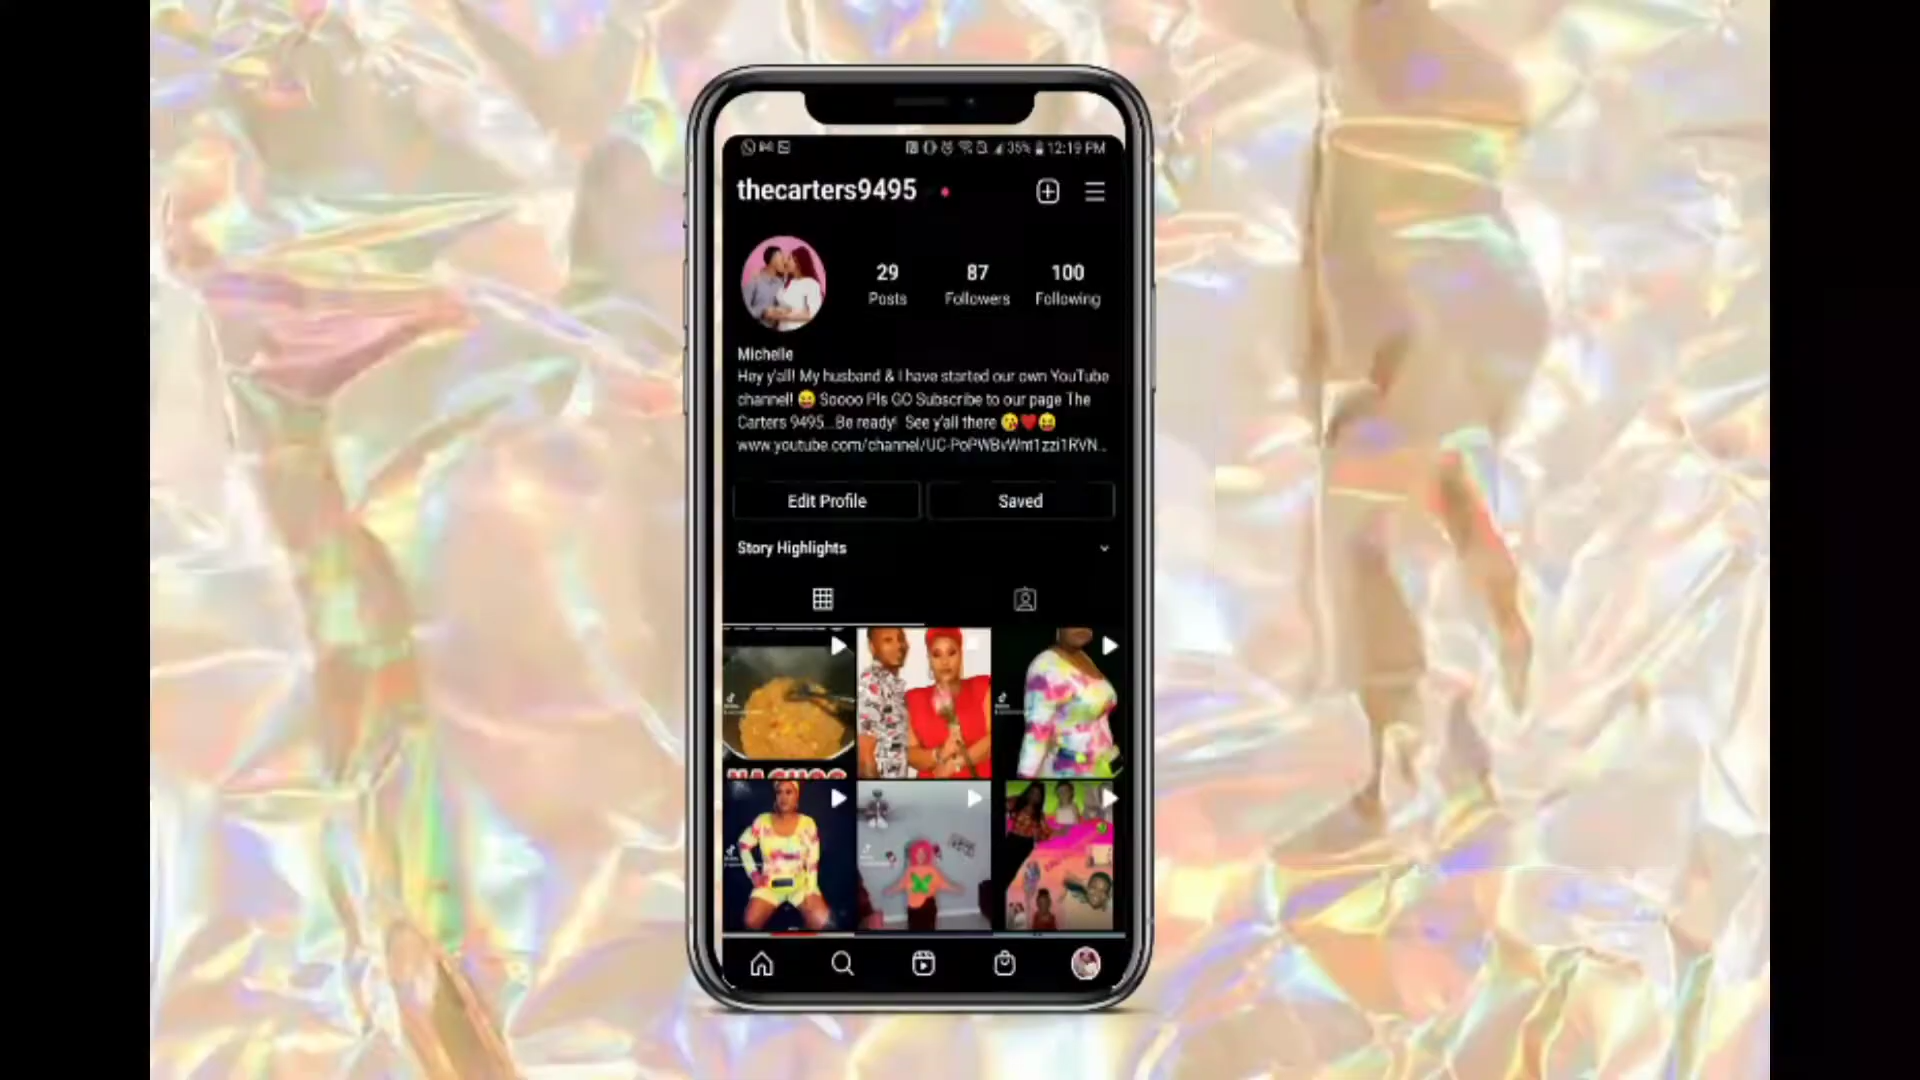 35% 12:19 PM
thecarters9495
29 87 100
Posts Followers Following
Michelle
Hey y'all! My husband & I have started our own YouTube
channel! 😝 Soooo Pls GO Subscribe to our page The
Carters 9495...Be ready! See y'all there 😘❤️😝
www.youtube.com/channel/UC-PoPWBvWnt1zzi1RVN...
Edit Profile Saved
Story Highlights